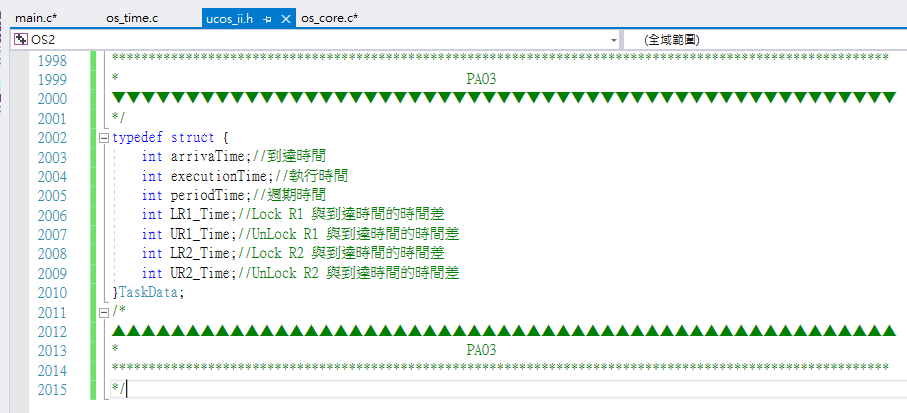 main.c* os_time.c ucos_ii.h os_core.c*
OS2 (全域範圍)
1998 *********************************************************************************************************
1999 * PA03
2000 ▼▼▼▼▼▼▼▼▼▼▼▼▼▼▼▼▼▼▼▼▼▼▼▼▼▼▼▼▼▼▼▼▼▼▼▼▼▼▼▼▼▼▼▼▼▼▼▼▼▼▼▼▼
2001 */
2002 typedef struct {
2003 int arrivaTime;//到達時間
2004 int executionTime;//執行時間
2005 int periodTime;//週期時間
2006 int LR1_Time;//Lock R1 與到達時間的時間差
2007 int UR1_Time;//UnLock R1 與到達時間的時間差
2008 int LR2_Time;//Lock R2 與到達時間的時間差
2009 int UR2_Time;//UnLock R2 與到達時間的時間差
2010 }TaskData;
2011 /*
2012 ▲▲▲▲▲▲▲▲▲▲▲▲▲▲▲▲▲▲▲▲▲▲▲▲▲▲▲▲▲▲▲▲▲▲▲▲▲▲▲▲▲▲▲▲▲▲▲▲▲▲▲▲▲
2013 * PA03
2014 *********************************************************************************************************
2015 */